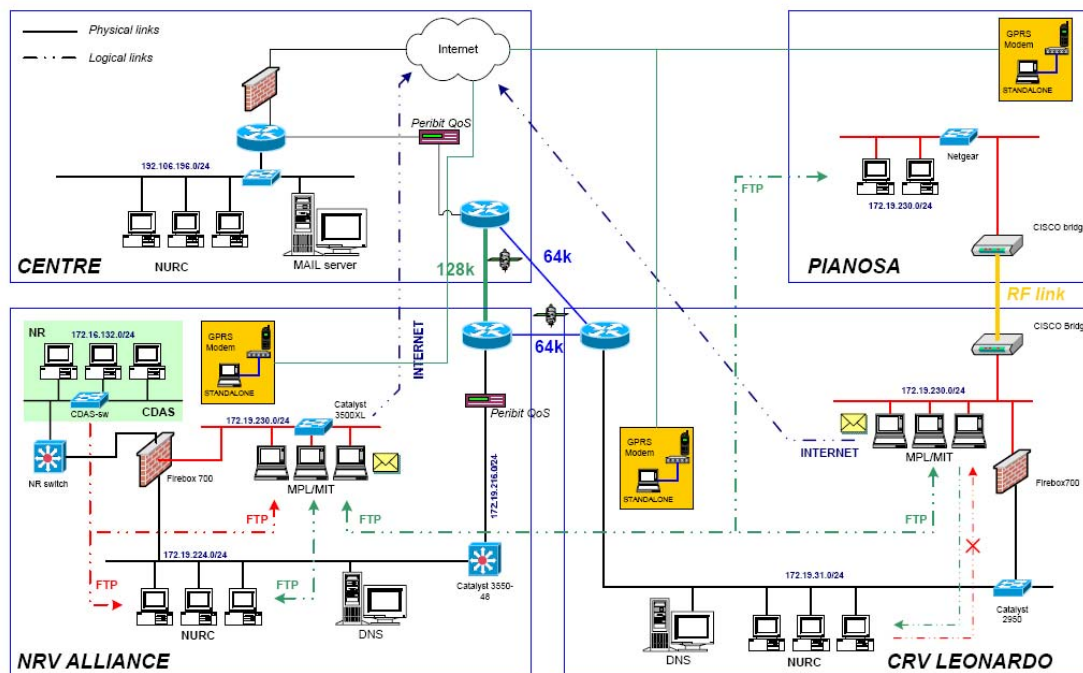 Physical links
Logical links
Internet
Peribit QoS
192.106.196.0/24
NURC
MAIL server
CENTRE
128k
64k
64k
GPRS
Modem
STANDALONE
Netgear
FTP
172.19.230.0/24
CISCO bridge
PIANOSA
RF link
CISCO Bridge
NR
172.16.132.0/24
CDAS-sw
CDAS
NR switch
GPRS
Modem
STANDALONE
INTERNET
Catalyst
3500XL
172.19.230.0/24
Firebox 700
MPL/MIT
FTP
FTP
FTP
FTP
Peribit QoS
172.19.216.0/24
172.19.224.0/24
Catalyst 3550-
48
NURC
DNS
NRV ALLIANCE
GPRS
Modem
STANDALONE
172.19.230.0/24
INTERNET
MPL/MIT
Firebox700
FTP
172.19.31.0/24
Catalyst
2950
DNS
NURC
CRV LEONARDO